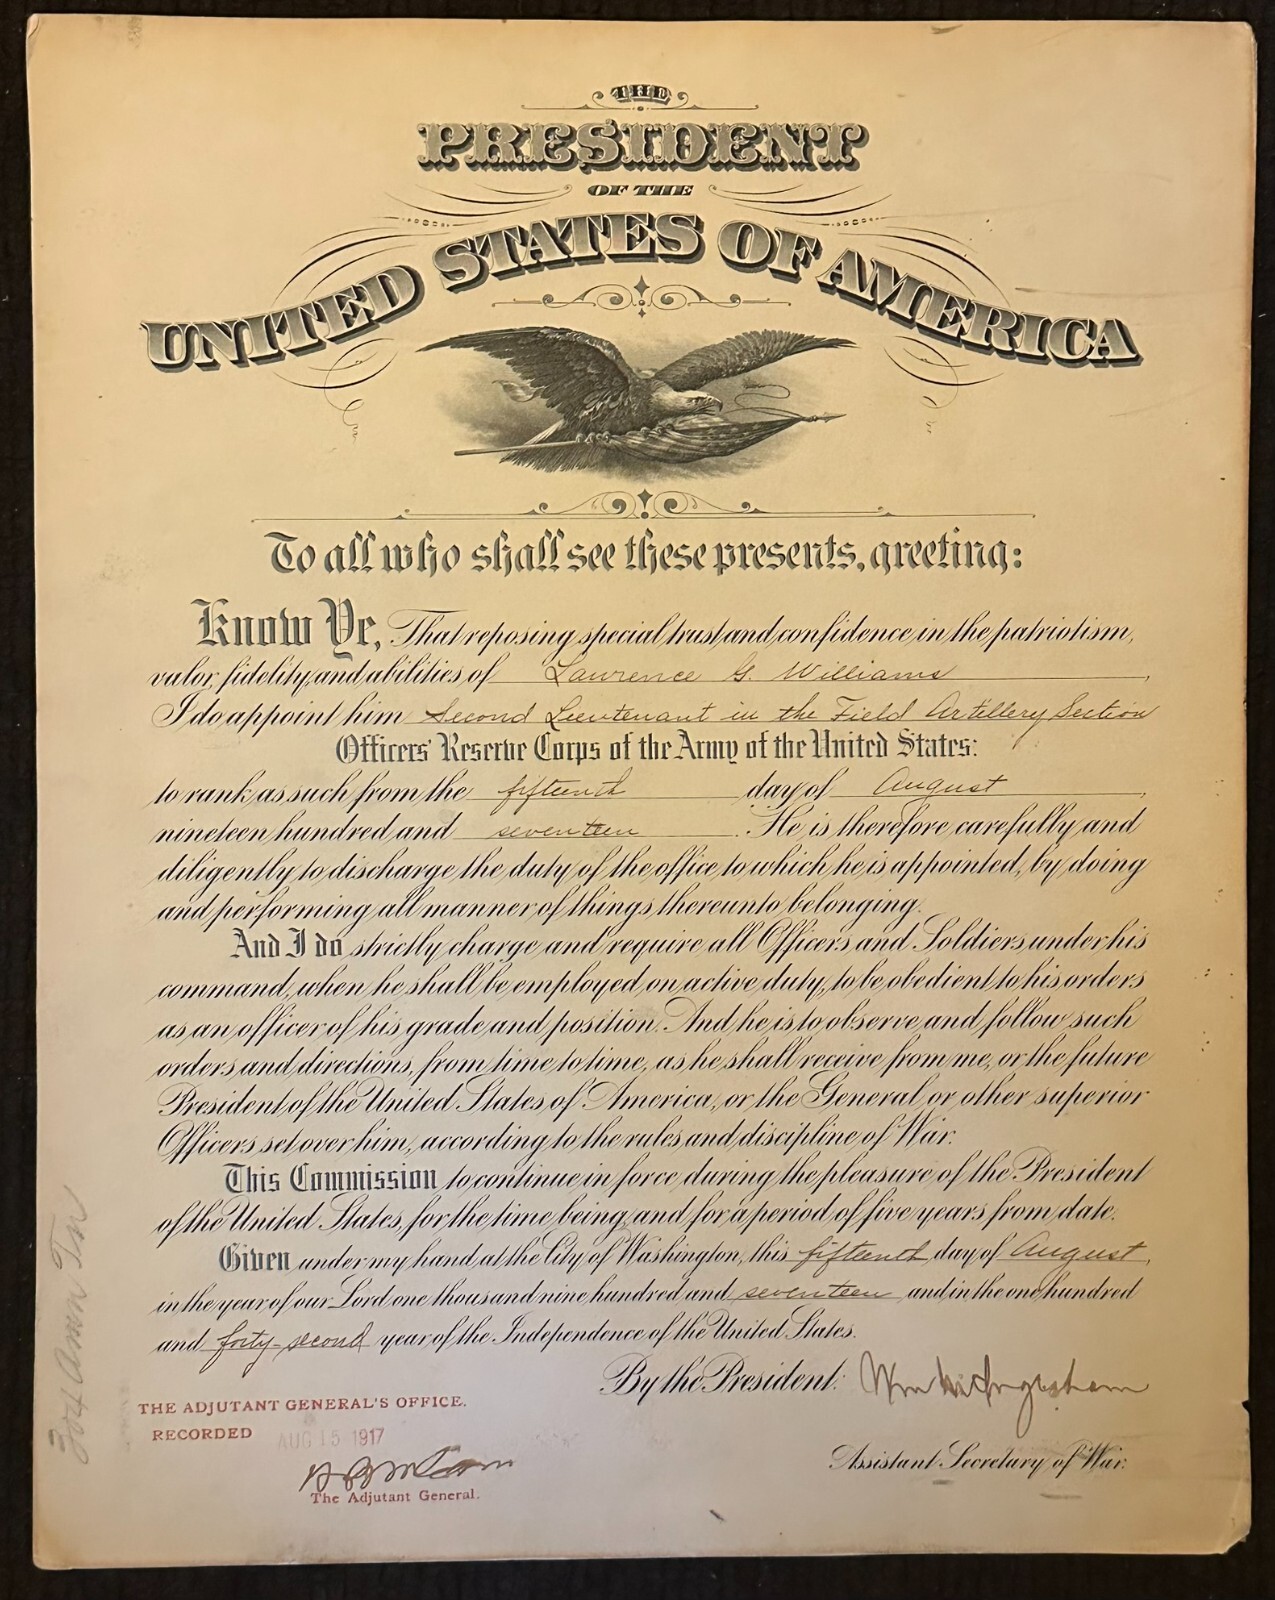 THE
PRESIDENT
OF THE
UNITED STATES OF AMERICA
To all who shall see these presents, greeting:
Know Ye, That reposing special trust and confidence in the patriotism,
valor, fidelity and abilities of Lawrence G. Williams,
I do appoint him Second Lieutenant in the Field Artillery Section
Officers' Reserve Corps of the Army of the United States:
to rank as such from the fifteenth day of August,
nineteen hundred and seventeen. He is therefore carefully and
diligently to discharge the duty of the office to which he is appointed, by doing
and performing all manner of things thereunto belonging.
And I do strictly charge and require all Officers and Soldiers under his
command, when he shall be employed on active duty, to be obedient to his orders
as an officer of his grade and position. And he is to observe and follow such
orders and directions, from time to time, as he shall receive from me, or the future
President of the United States of America, or the General or other superior
Officers set over him, according to the rules and discipline of War.
This Commission to continue in force during the pleasure of the President
of the United States, for the time being, and for a period of five years from date.
Given under my hand, at the City of Washington, this fifteenth day of August,
in the year of our Lord one thousand nine hundred and seventeen and in the one hundred
and forty-second year of the Independence of the United States.
By the President: Wm M. Ingraham
Assistant Secretary of War.
THE ADJUTANT GENERAL'S OFFICE.
RECORDED AUG 15 1917
The Adjutant General.
304 Amn Tn